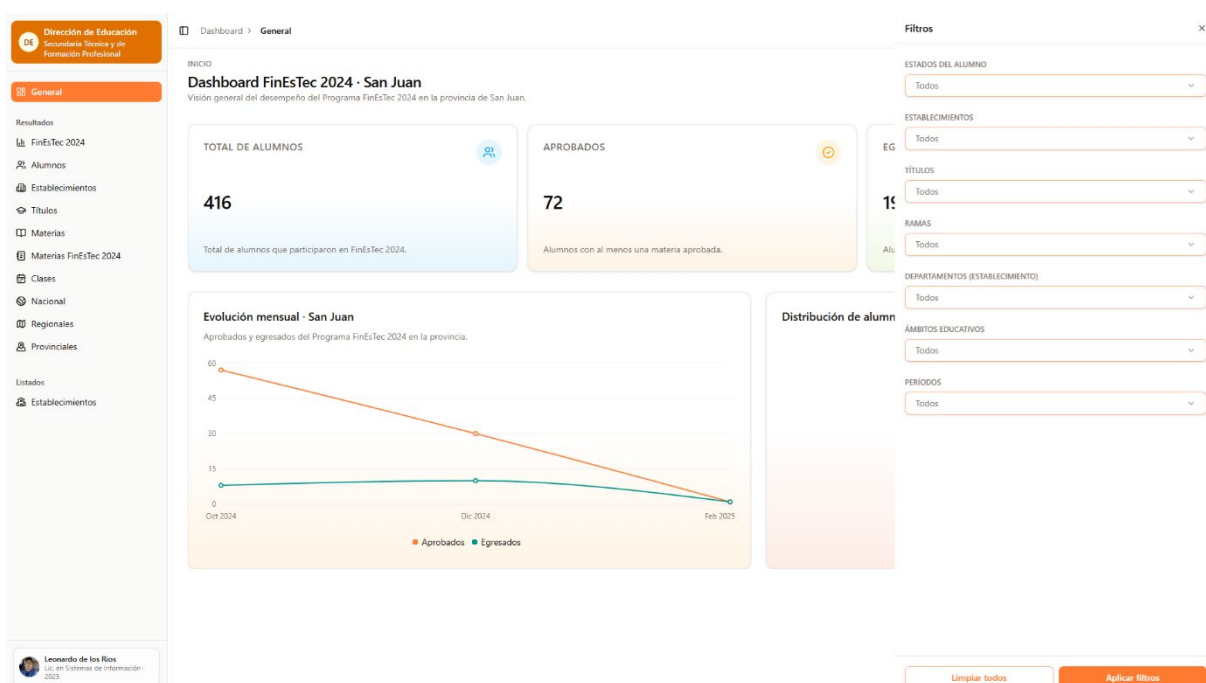 DE
Dirección de Educación
Secundaria Técnica y de
Formación Profesional
General
Resultados
FinEsTec 2024
Alumnos
Establecimientos
Títulos
Materias
Materias FinEsTec 2024
Clases
Nacional
Regionales
Provinciales
Listados
Establecimientos
Leonardo de los Rios
Lic. en Sistemas de Información -
2025
Dashboard > General
INICIO
Dashboard FinEsTec 2024 · San Juan
Visión general del desempeño del Programa FinEsTec 2024 en la provincia de San Juan.
TOTAL DE ALUMNOS
416
Total de alumnos que participaron en FinEsTec 2024.
APROBADOS
72
Alumnos con al menos una materia aprobada.
EG
19
Alu
Evolución mensual · San Juan
Aprobados y egresados del Programa FinEsTec 2024 en la provincia.
60
45
30
15
0
Oct 2024
Dic 2024
Feb 2025
Aprobados
Egresados
Distribución de alumn
Filtros
ESTADOS DEL ALUMNO
Todos
ESTABLECIMIENTOS
Todos
TÍTULOS
Todos
RAMAS
Todos
DEPARTAMENTOS (ESTABLECIMIENTO)
Todos
ÁMBITOS EDUCATIVOS
Todos
PERÍODOS
Todos
Limpiar todos
Aplicar filtros